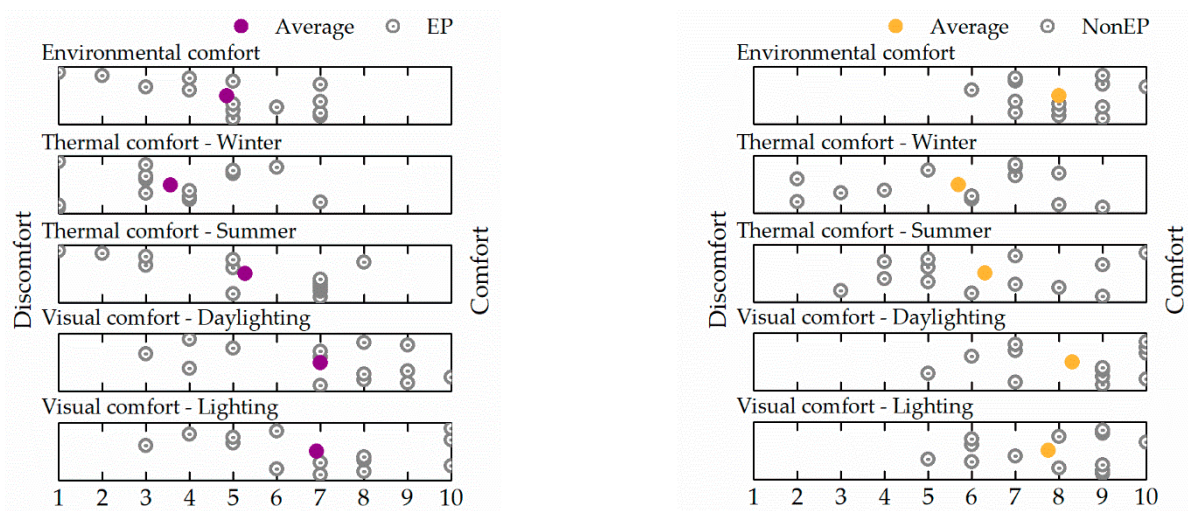 Average EP
Environmental comfort
Thermal comfort - Winter
Thermal comfort - Summer
Visual comfort - Daylighting
Visual comfort - Lighting
1 2 3 4 5 6 7 8 9 10
Discomfort
Comfort
Average NonEP
Environmental comfort
Thermal comfort - Winter
Thermal comfort - Summer
Visual comfort - Daylighting
Visual comfort - Lighting
1 2 3 4 5 6 7 8 9 10
Discomfort
Comfort